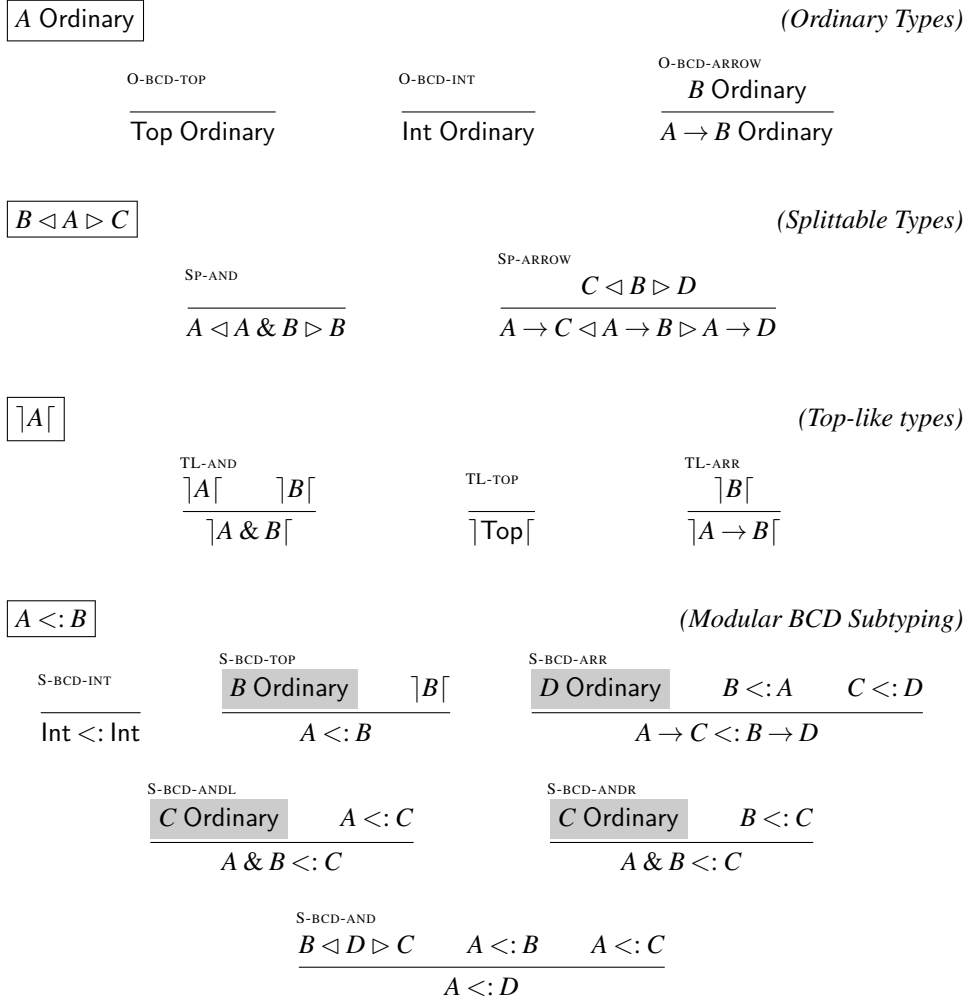 A Ordinary (Ordinary Types)
O-BCD-TOP O-BCD-INT O-BCD-ARROW
B Ordinary
Top Ordinary Int Ordinary A → B Ordinary
B ◁ A ▷ C (Splittable Types)
SP-AND SP-ARROW
C ◁ B ▷ D
A ◁ A & B ▷ B A → C ◁ A → B ▷ A → D
⌉A⌈ (Top-like types)
TL-AND TL-TOP TL-ARR
⌉A⌈ ⌉B⌈ ⌉B⌈
⌉A & B⌈ ⌉Top⌈ ⌉A → B⌈
A <: B (Modular BCD Subtyping)
S-BCD-INT S-BCD-TOP S-BCD-ARR
B Ordinary ⌉B⌈ D Ordinary B <: A C <: D
Int <: Int A <: B A → C <: B → D
S-BCD-ANDL S-BCD-ANDR
C Ordinary A <: C C Ordinary B <: C
A & B <: C A & B <: C
S-BCD-AND
B ◁ D ▷ C A <: B A <: C
A <: D